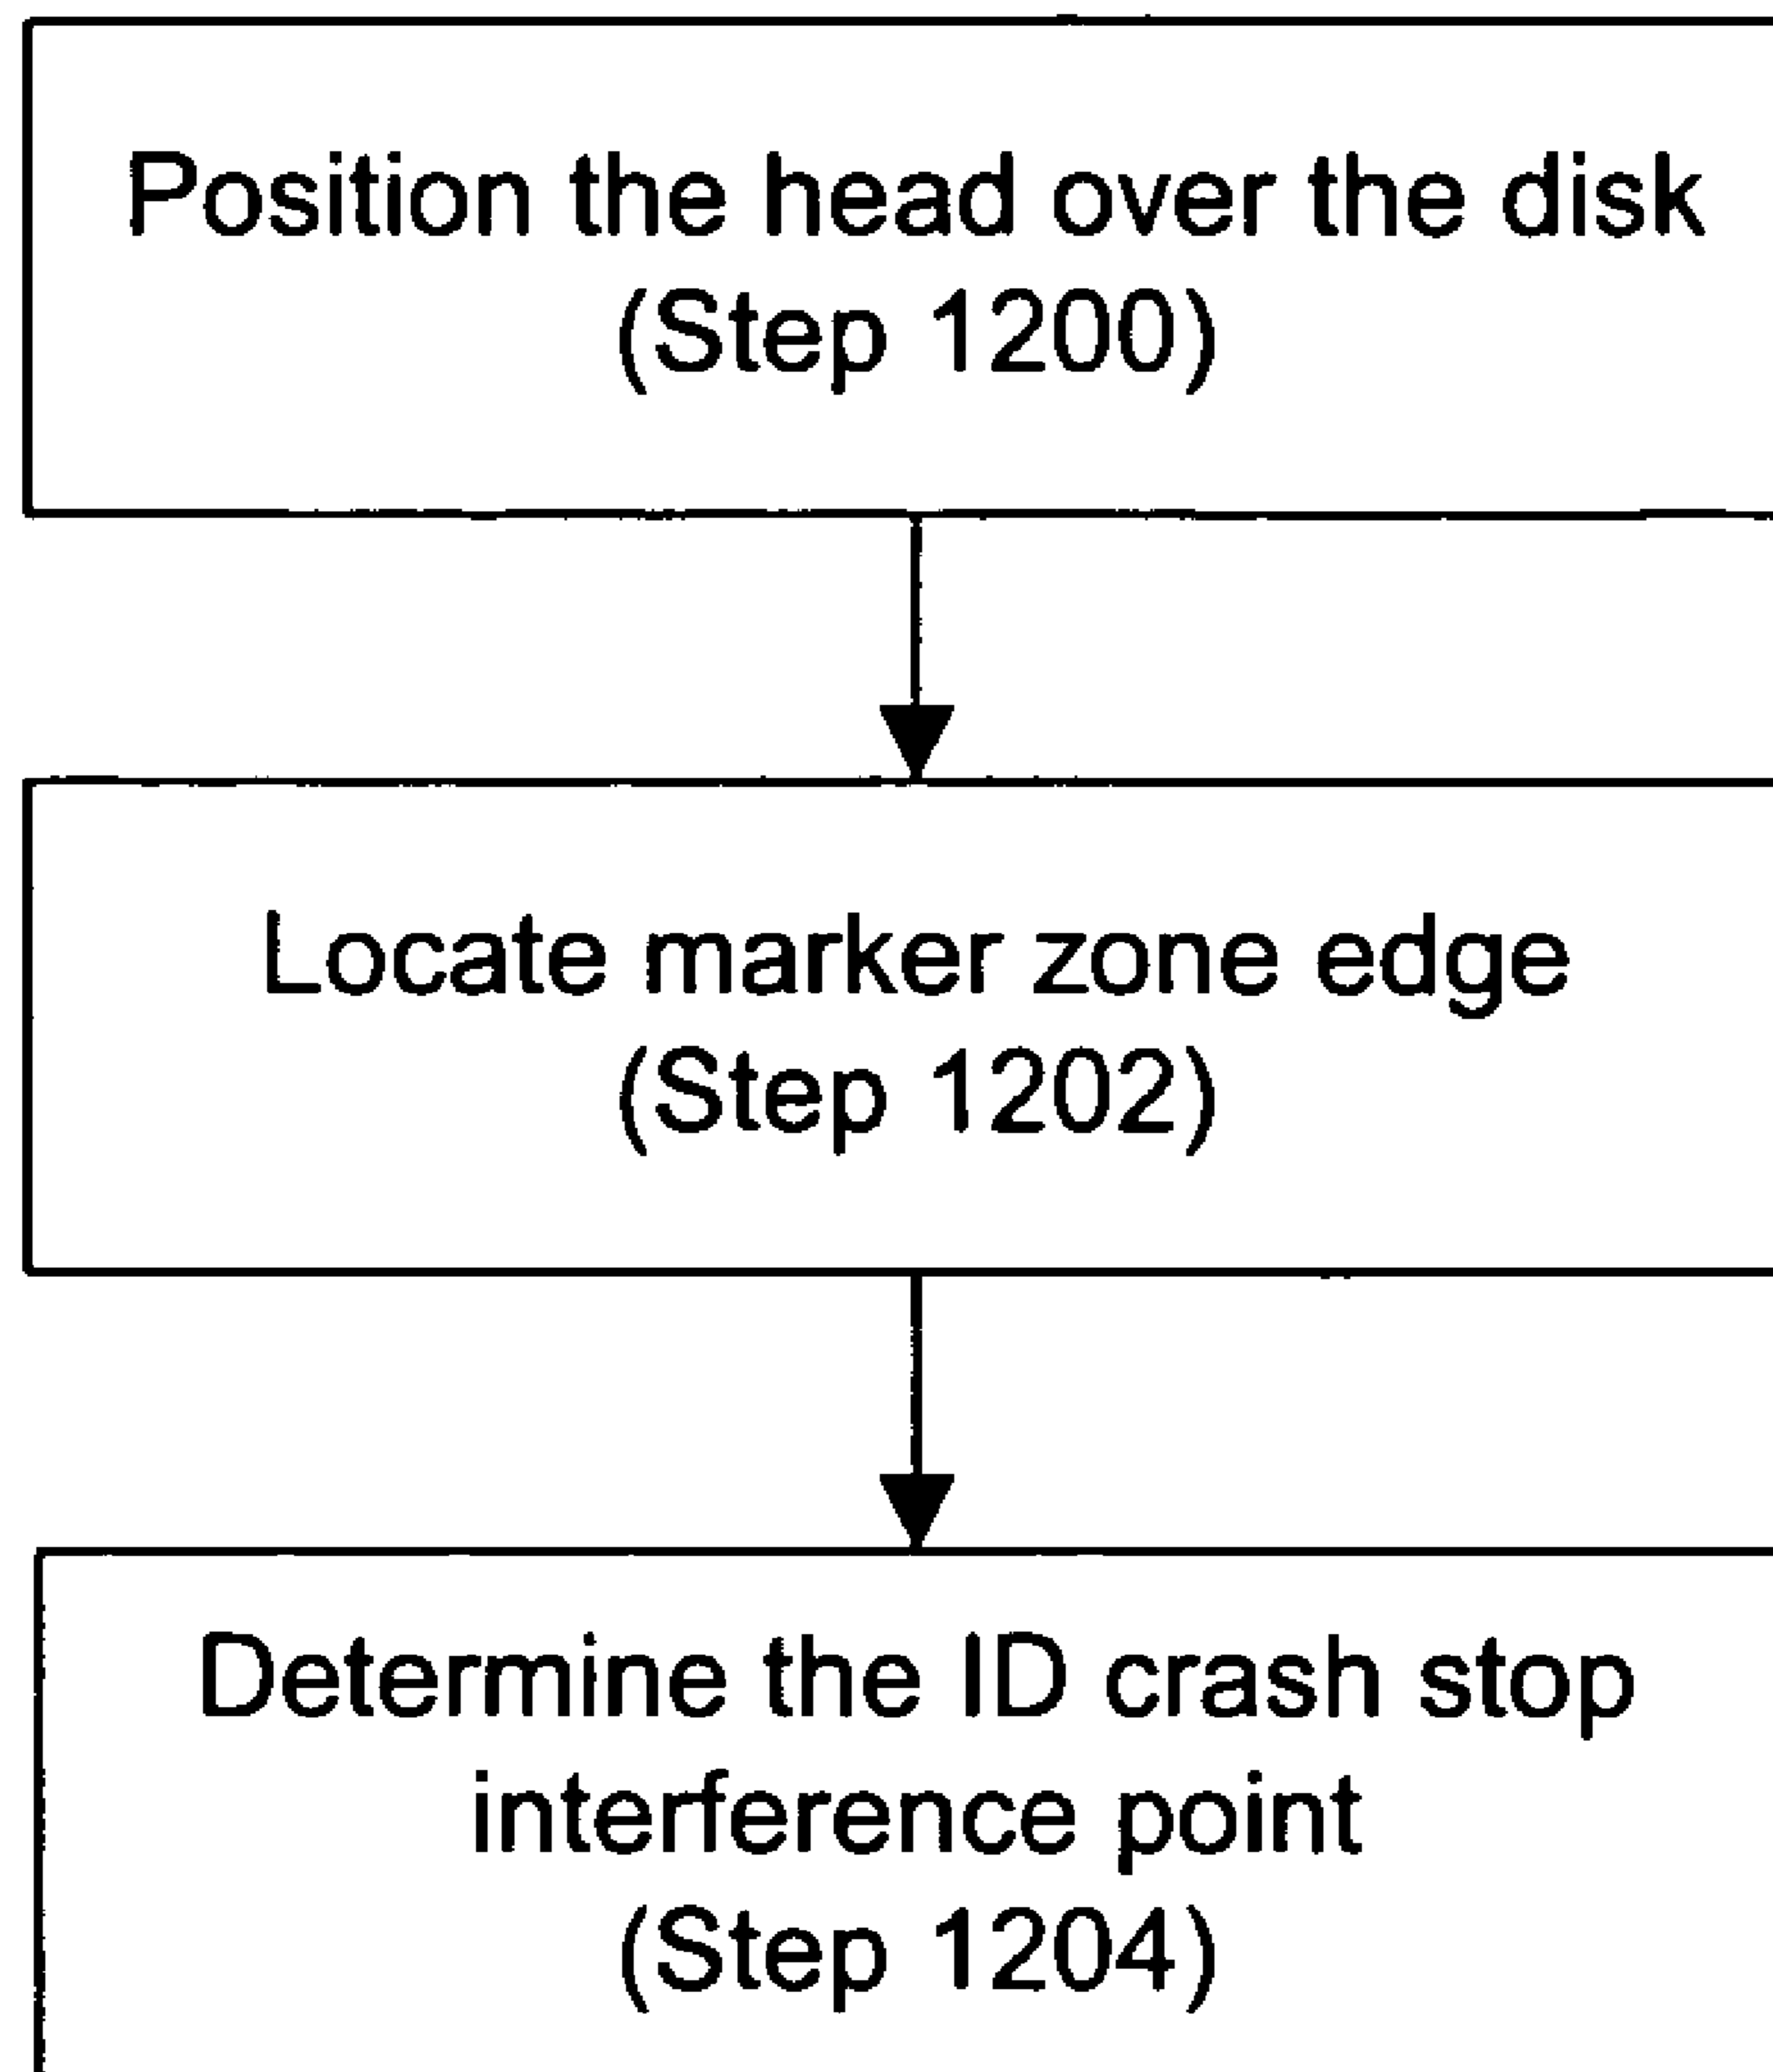 Position the head over the disk
(Step 1200)
Locate marker zone edge
(Step 1202)
Determine the ID crash stop
interference point
(Step 1204)